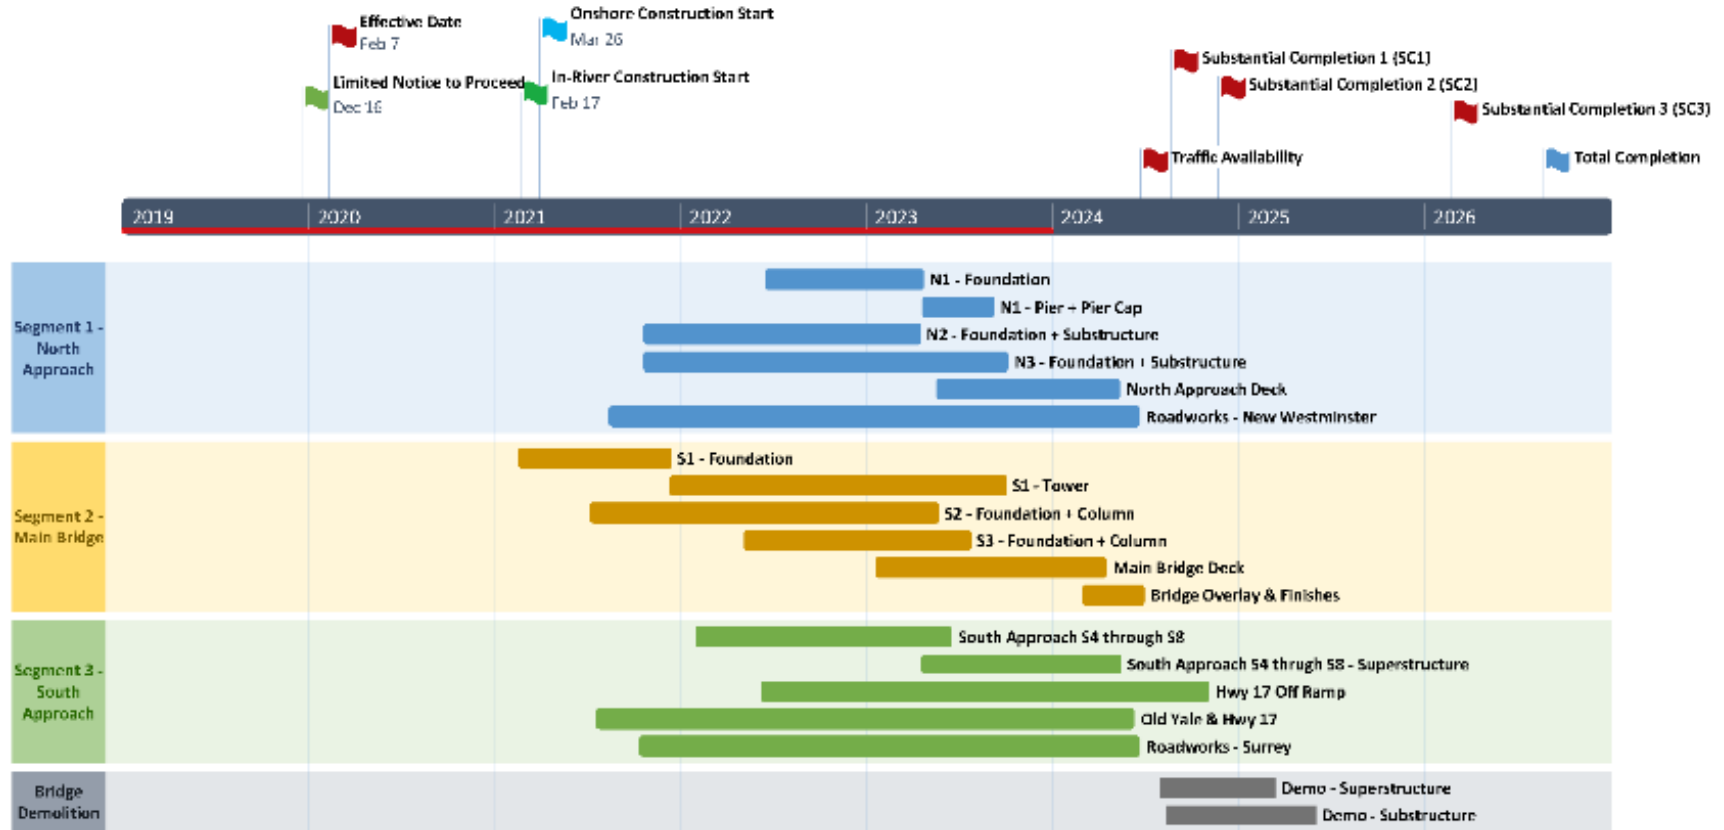 Effective Date
Feb 7
Onshore Construction Start
Mar 26
Limited Notice to Proceed
Dec 16
In-River Construction Start
Feb 17
Substantial Completion 1 (SC1)
Substantial Completion 2 (SC2)
Substantial Completion 3 (SC3)
Traffic Availability
Total Completion
2019 2020 2021 2022 2023 2024 2025 2026
Segment 1 -
North
Approach
N1 - Foundation
N1 - Pier + Pier Cap
N2 - Foundation + Substructure
N3 - Foundation + Substructure
North Approach Deck
Roadworks - New Westminster
Segment 2 -
Main Bridge
S1 - Foundation
S1 - Tower
S2 - Foundation + Column
S3 - Foundation + Column
Main Bridge Deck
Bridge Overlay & Finishes
Segment 3 -
South
Approach
South Approach S4 through S8
South Approach S4 thrugh S8 - Superstructure
Hwy 17 Off Ramp
Old Yale & Hwy 17
Roadworks - Surrey
Bridge
Demolition
Demo - Superstructure
Demo - Substructure